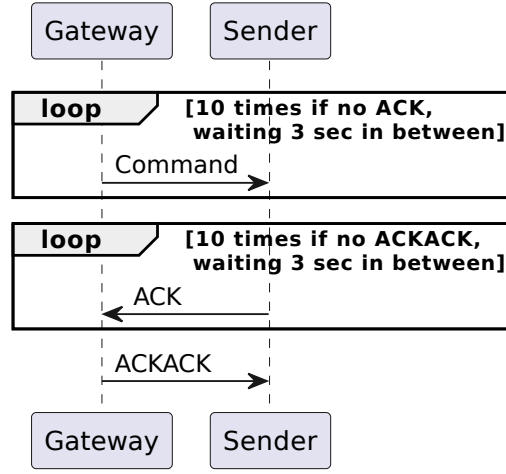 Gateway Sender
loop [10 times if no ACK,
waiting 3 sec in between]
Command
loop [10 times if no ACKACK,
waiting 3 sec in between]
ACK
ACKACK
Gateway Sender